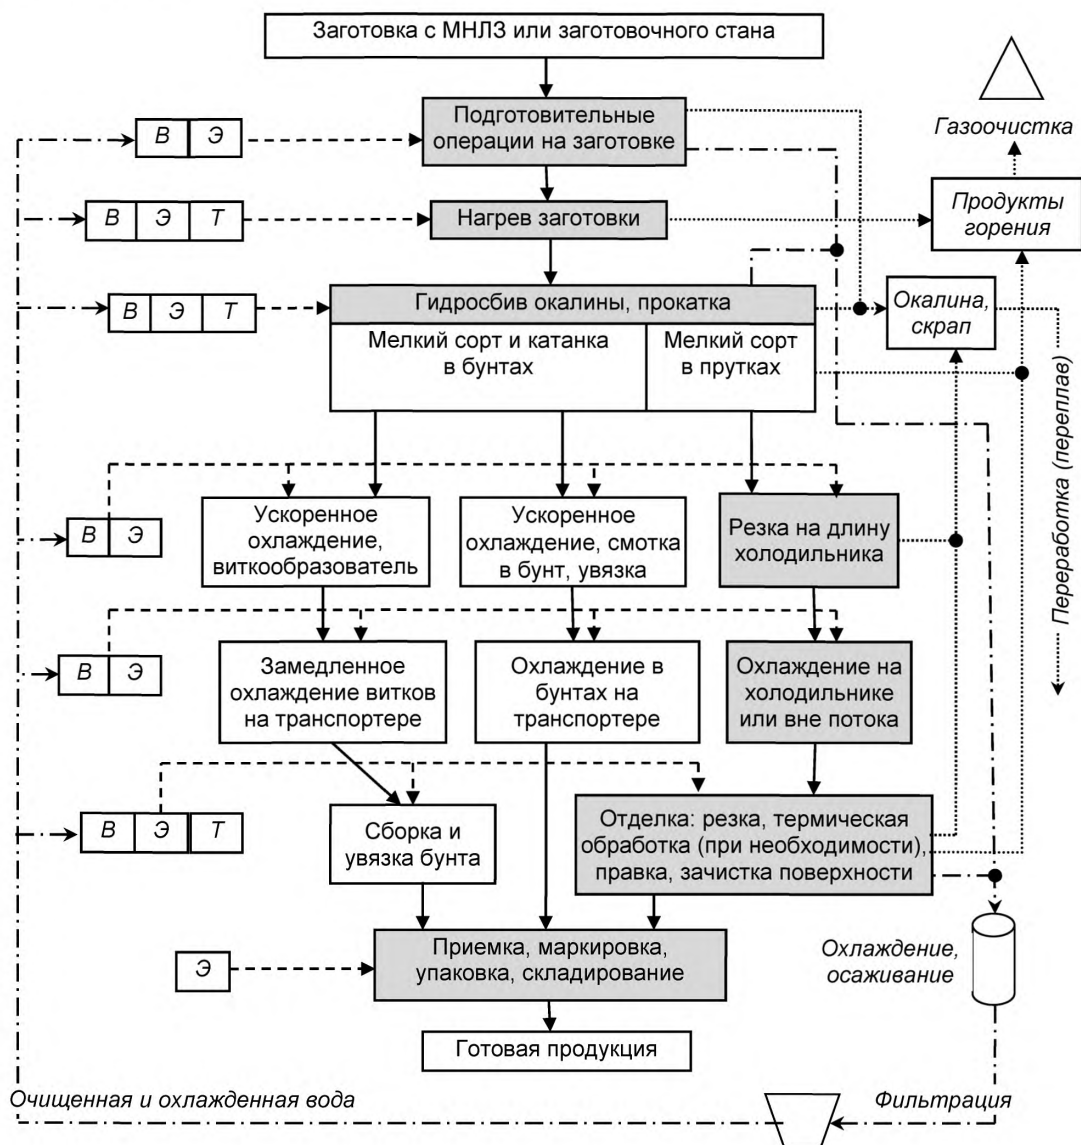 Заготовка с МНЛЗ или заготовочного стана
Подготовительные
операции на заготовке
В Э
Газоочистка
В Э Т
Нагрев заготовки
Продукты
горения
В Э Т
Гидросбив окалины, прокатка
Окалина,
скрап
Мелкий сорт и катанка
в бунтах
Мелкий сорт
в прутках
Переработка (переплав)
В Э
Ускоренное
охлаждение,
виткообразователь
Ускоренное
охлаждение, смотка
в бунт, увязка
Резка на длину
холодильника
В Э
Замедленное
охлаждение витков
на транспортере
Охлаждение в
бунтах на
транспортере
Охлаждение на
холодильнике
или вне потока
В Э Т
Сборка и
увязка бунта
Отделка: резка, термическая
обработка (при необходимости),
правка, зачистка поверхности
Э
Приемка, маркировка,
упаковка, складирование
Охлаждение,
осаживание
Готовая продукция
Очищенная и охлажденная вода
Фильтрация